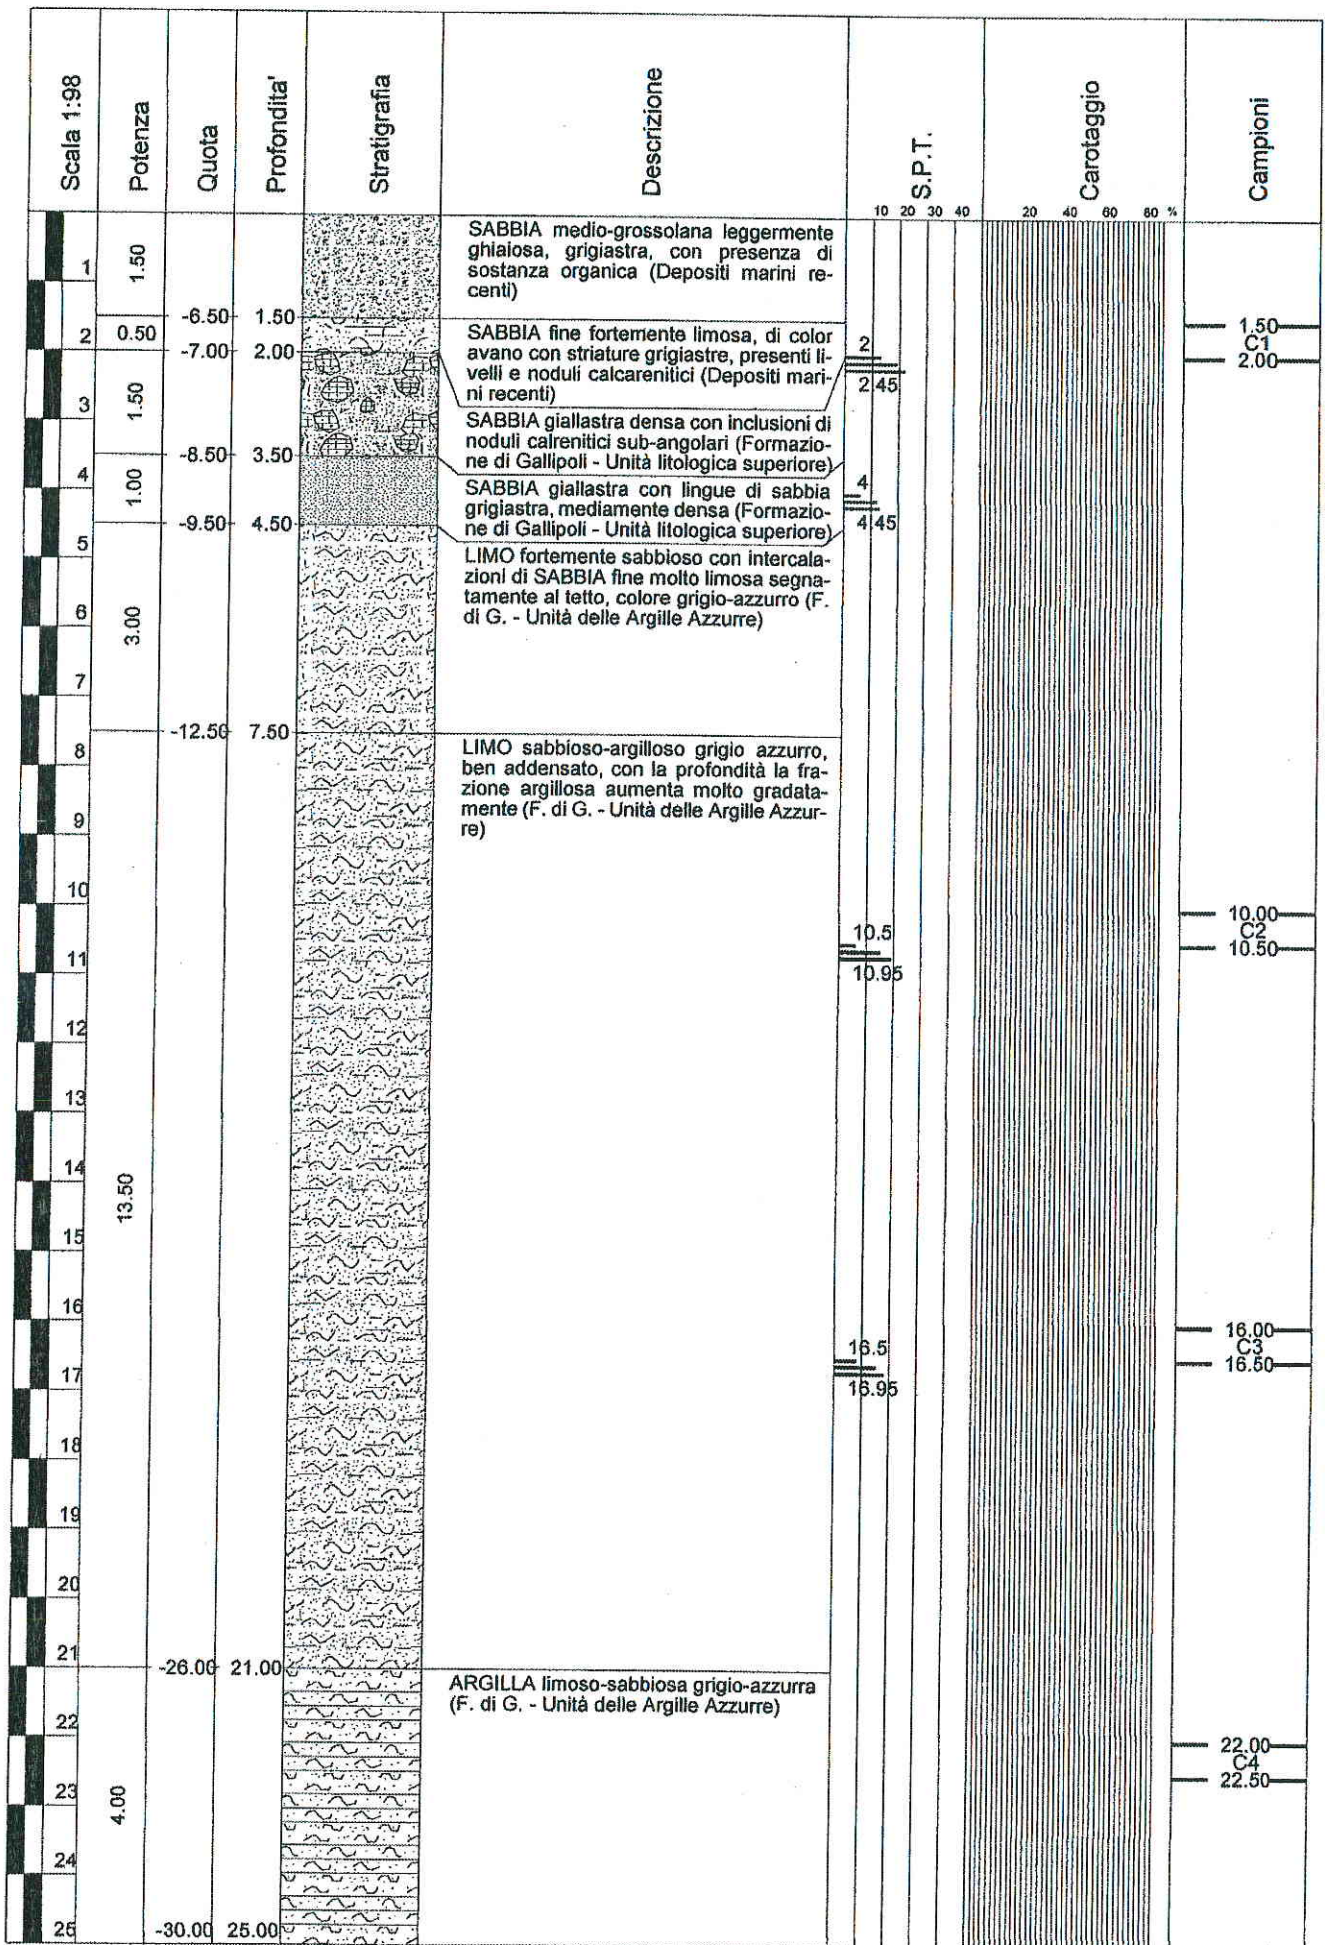 Scala 1:98
Potenza
Quota
Profondita'
Stratigrafia
Descrizione
S.P.T.
Carotaggio
Campioni
10 20 30 40
20 40 60 80 %
1
2
3
4
5
6
7
8
9
10
11
12
13
14
15
16
17
18
19
20
21
22
23
24
25
1.50
0.50
1.50
1.00
3.00
13.50
4.00
-6.50 1.50
-7.00 2.00
-8.50 3.50
-9.50 4.50
-12.50 7.50
-26.00 21.00
-30.00 25.00
SABBIA medio-grossolana leggermente
ghiaiosa, grigiastra, con presenza di
sostanza organica (Depositi marini re-
centi)
SABBIA fine fortemente limosa, di color
avano con striature grigiastre, presenti li-
velli e noduli calcarenitici (Depositi mari-
ni recenti)
SABBIA giallastra densa con inclusioni di
noduli calrenitici sub-angolari (Formazio-
ne di Gallipoli - Unità litologica superiore)
SABBIA giallastra con lingue di sabbia
grigiastra, mediamente densa (Formazio-
ne di Gallipoli - Unità litologica superiore)
LIMO fortemente sabbioso con intercala-
zioni di SABBIA fine molto limosa segna-
tamente al tetto, colore grigio-azzurro (F.
di G. - Unità delle Argille Azzurre)
LIMO sabbioso-argilloso grigio azzurro,
ben addensato, con la profondità la fra-
zione argillosa aumenta molto gradata-
mente (F. di G. - Unità delle Argille Azzur-
re)
ARGILLA limoso-sabbiosa grigio-azzurra
(F. di G. - Unità delle Argille Azzurre)
2
2.45
4
4.45
10.5
10.95
16.5
16.95
1.50
C1
2.00
10.00
C2
10.50
16.00
C3
16.50
22.00
C4
22.50